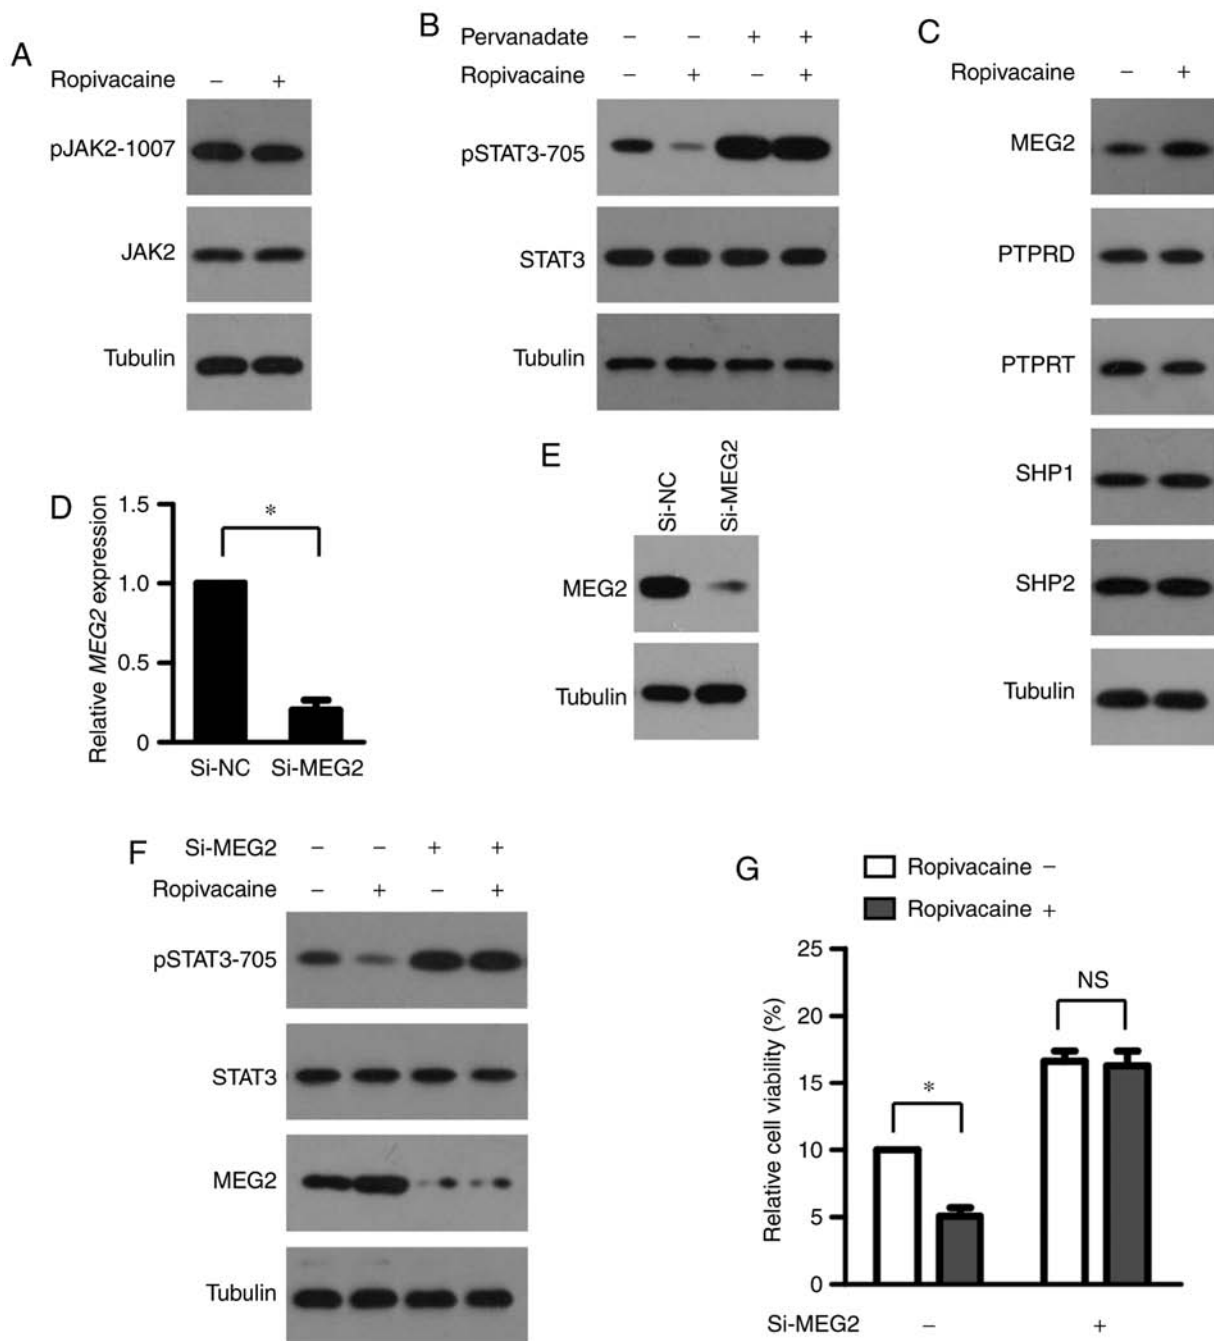 A
Ropivacaine − +
pJAK2-1007
JAK2
Tubulin
B
Pervanadate − − + +
Ropivacaine − + − +
pSTAT3-705
STAT3
Tubulin
C
Ropivacaine − +
MEG2
PTPRD
PTPRT
SHP1
SHP2
Tubulin
D
Relative MEG2 expression
1.5
1.0
0.5
0
*
Si-NC Si-MEG2
E
Si-NC Si-MEG2
MEG2
Tubulin
F
Si-MEG2 − − + +
Ropivacaine − + − +
pSTAT3-705
STAT3
MEG2
Tubulin
G
Ropivacaine −
Ropivacaine +
Relative cell viability (%)
25
20
15
10
5
0
*
NS
Si-MEG2 − +